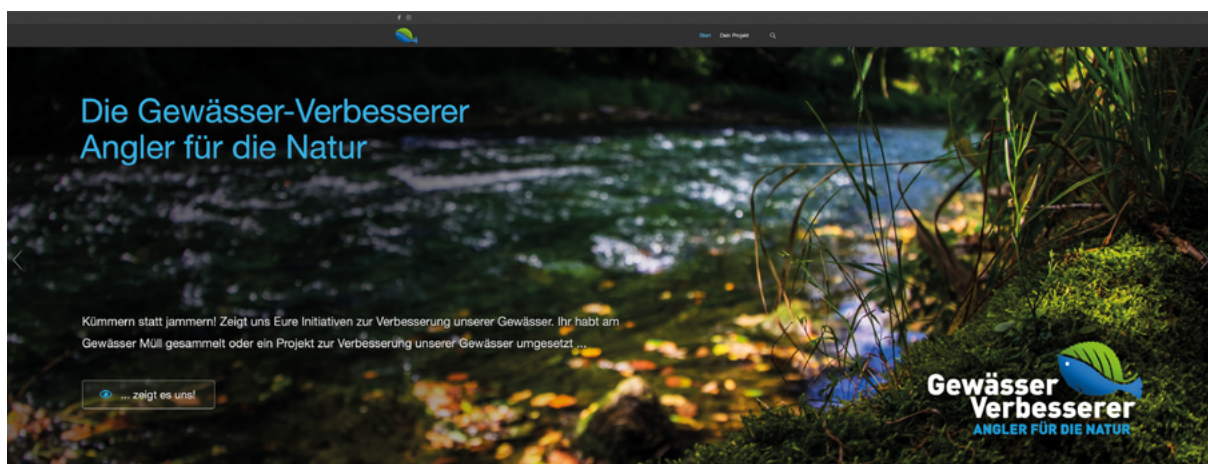 Start Dein Projekt
Die Gewässer-Verbesserer
Angler für die Natur
Kümmern statt jammern! Zeigt uns Eure Initiativen zur Verbesserung unserer Gewässer. Ihr habt am
Gewässer Müll gesammelt oder ein Projekt zur Verbesserung unserer Gewässer umgesetzt ...
... zeigt es uns!
Gewässer
Verbesserer
ANGLER FÜR DIE NATUR